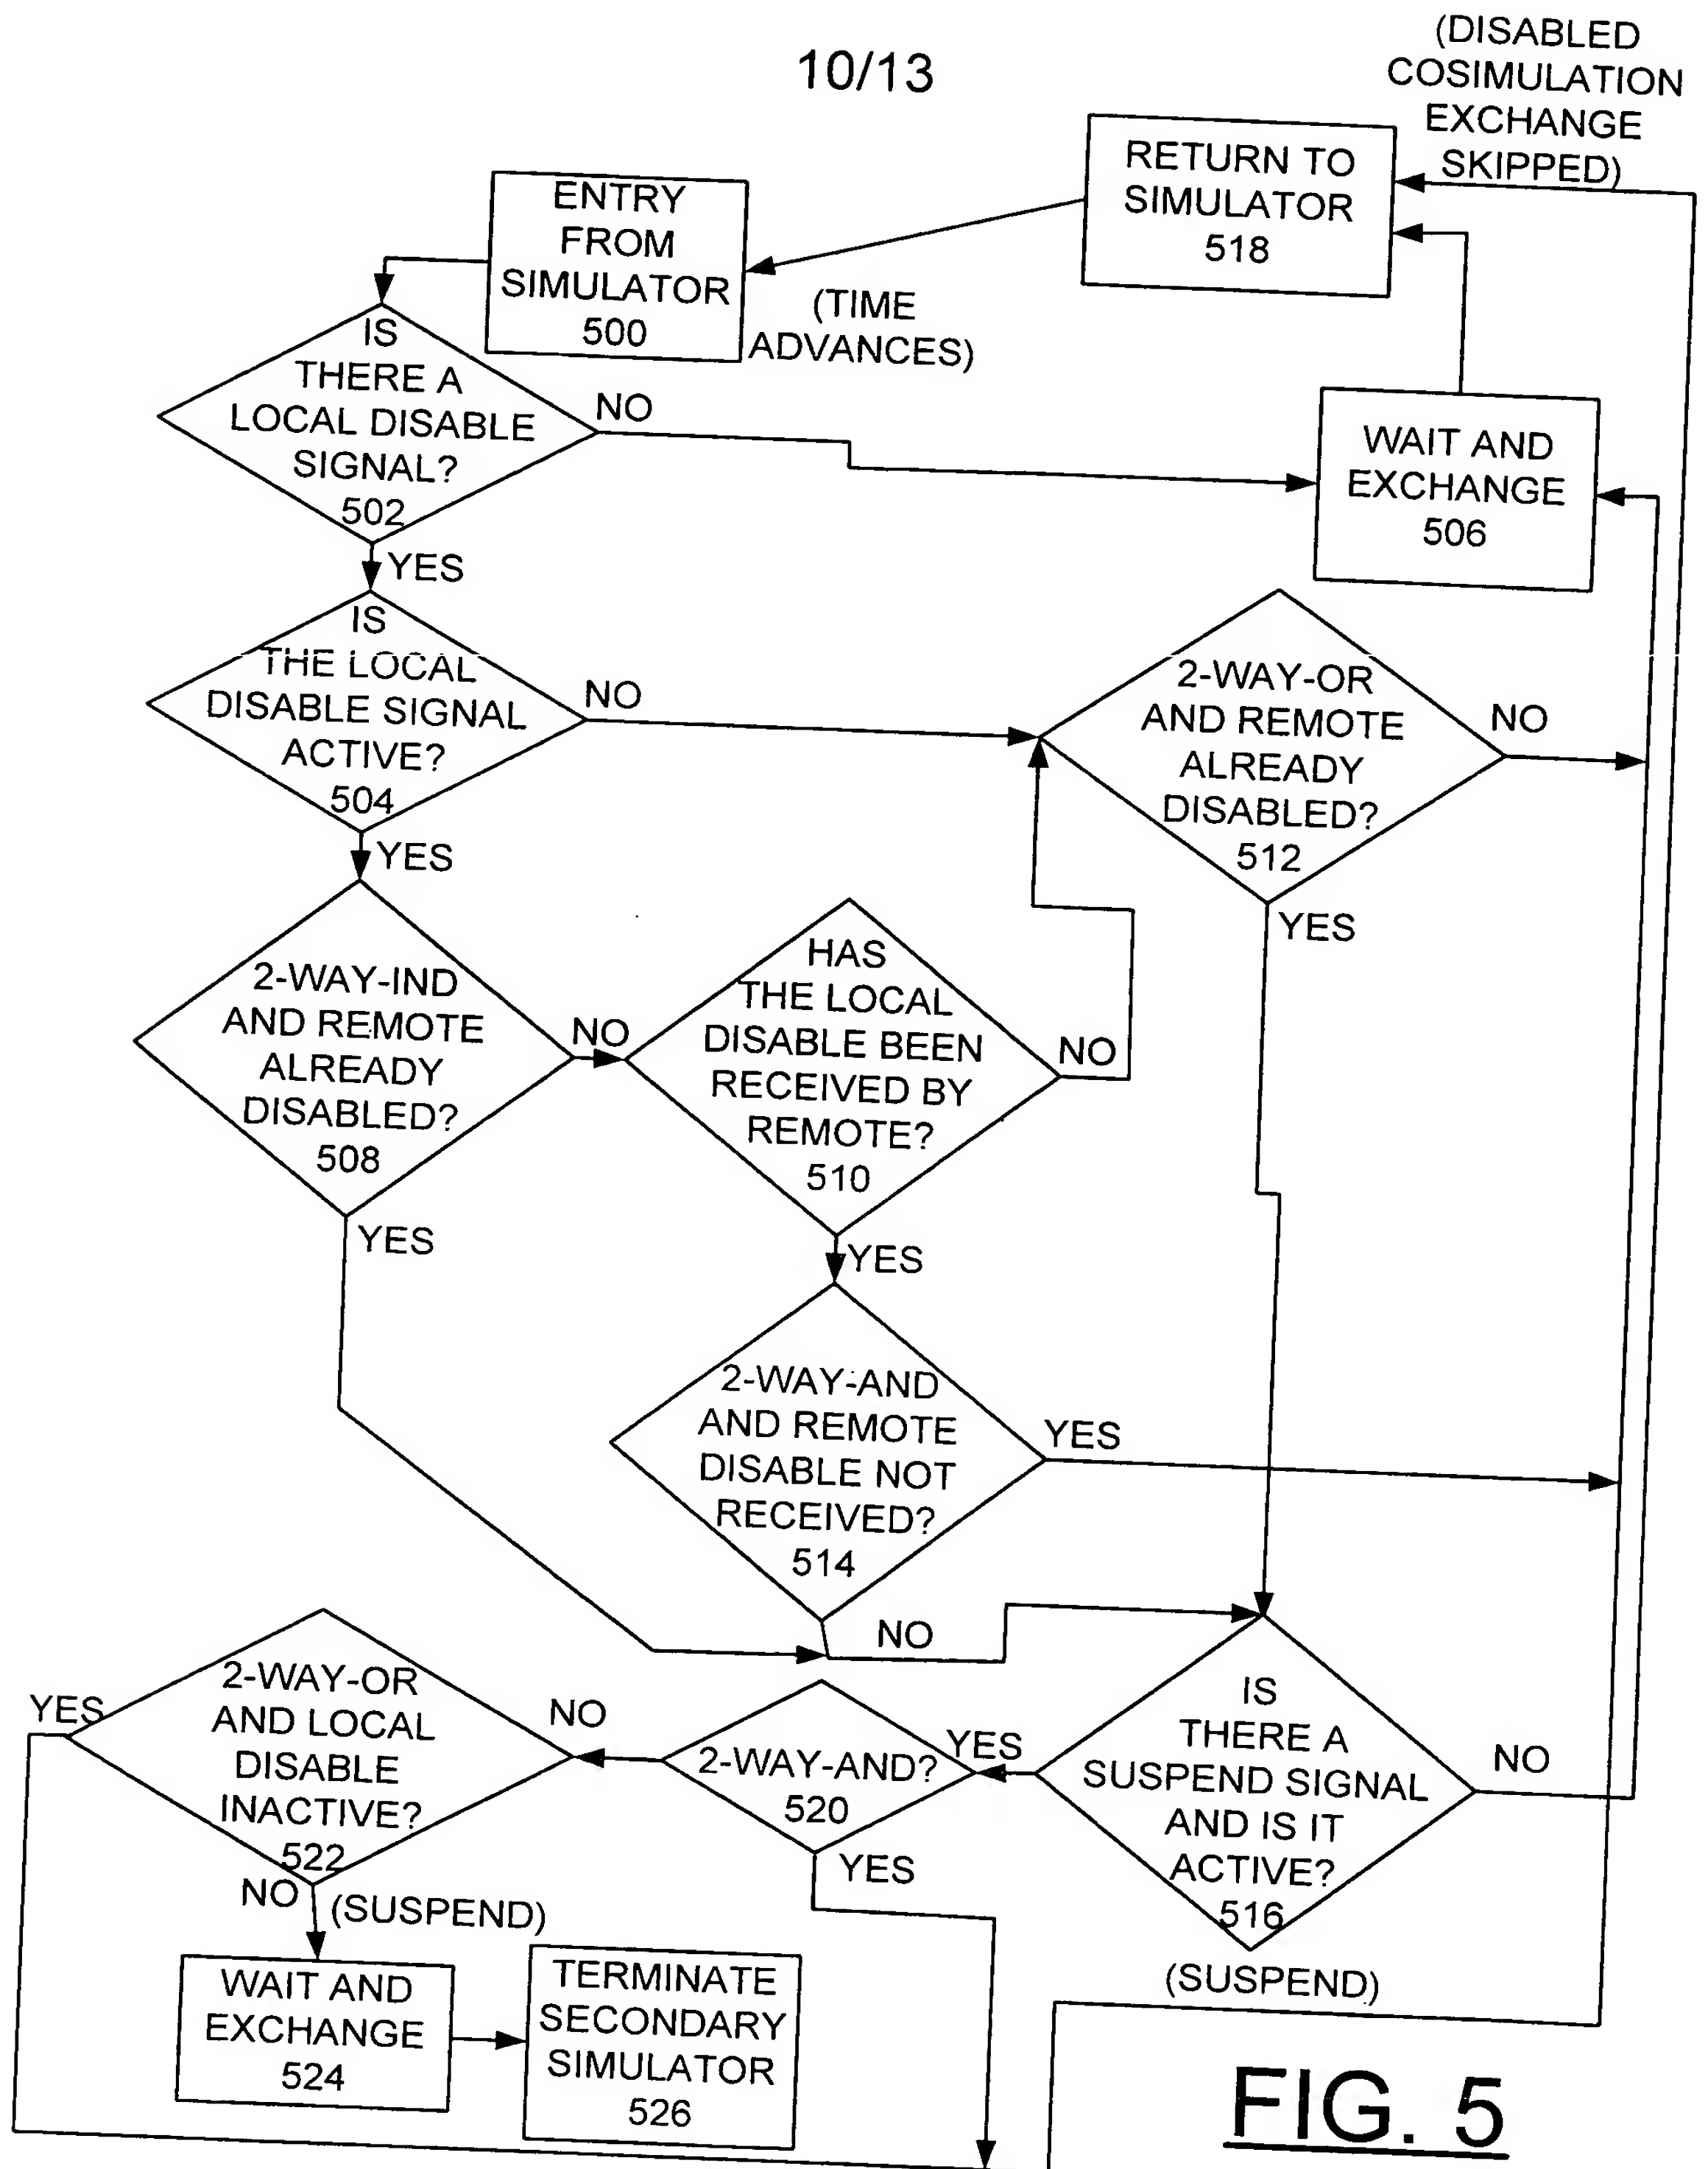 10/13
(DISABLED
COSIMULATION
EXCHANGE
SKIPPED)
RETURN TO
SIMULATOR
518
ENTRY
FROM
SIMULATOR
500
(TIME
ADVANCES)
IS
THERE A
LOCAL DISABLE
SIGNAL?
502
NO
YES
WAIT AND
EXCHANGE
506
IS
THE LOCAL
DISABLE SIGNAL
ACTIVE?
504
NO
YES
2-WAY-OR
AND REMOTE
ALREADY
DISABLED?
512
NO
YES
2-WAY-IND
AND REMOTE
ALREADY
DISABLED?
508
NO
YES
HAS
THE LOCAL
DISABLE BEEN
RECEIVED BY
REMOTE?
510
NO
YES
2-WAY-AND
AND REMOTE
DISABLE NOT
RECEIVED?
514
YES
NO
IS
THERE A
SUSPEND SIGNAL
AND IS IT
ACTIVE?
516
NO
YES
(SUSPEND)
2-WAY-AND?
520
NO
YES
2-WAY-OR
AND LOCAL
DISABLE
INACTIVE?
522
YES
NO
(SUSPEND)
WAIT AND
EXCHANGE
524
TERMINATE
SECONDARY
SIMULATOR
526
FIG. 5